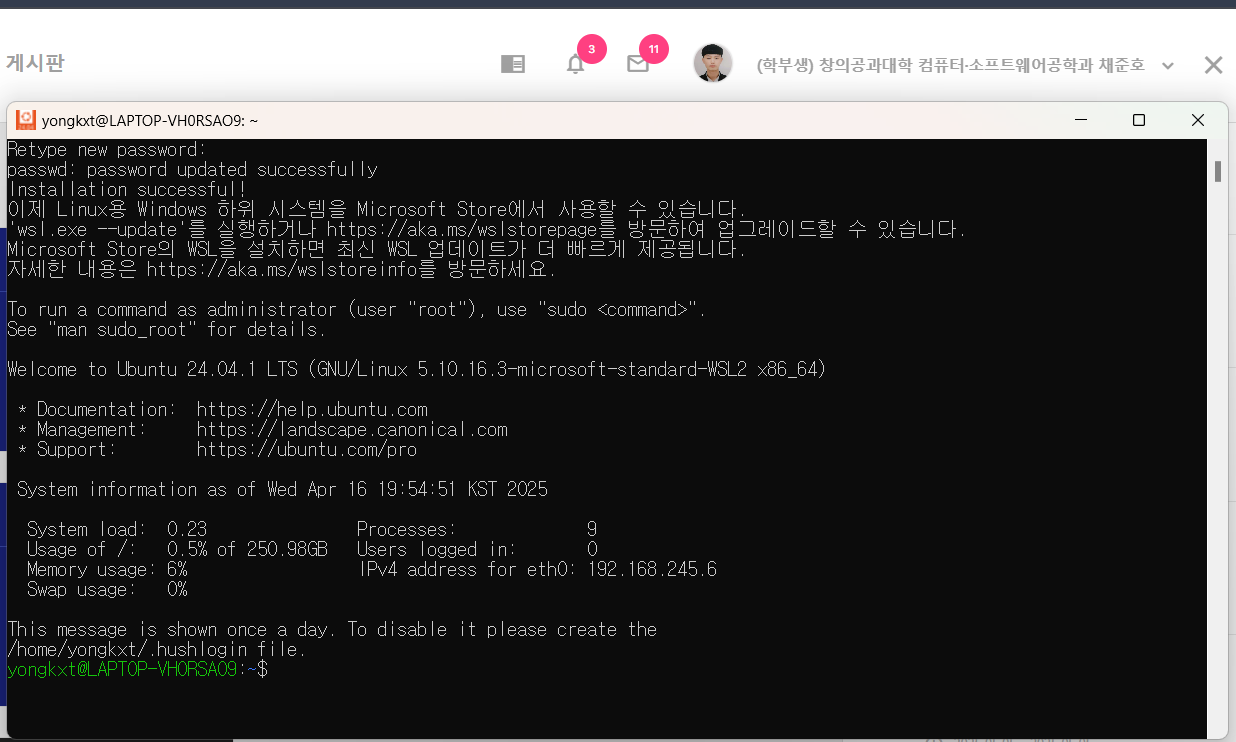 게시판
3
11
(학부생) 창의공과대학 컴퓨터·소프트웨어공학과 채준호
yongkxt@LAPTOP-VH0RSAO9: ~
Retype new password:
passwd: password updated successfully
Installation successful!
이제 Linux용 Windows 하위 시스템을 Microsoft Store에서 사용할 수 있습니다.
'wsl.exe --update'를 실행하거나 https://aka.ms/wslstorepage를 방문하여 업그레이드할 수 있습니다.
Microsoft Store의 WSL을 설치하면 최신 WSL 업데이트가 더 빠르게 제공됩니다.
자세한 내용은 https://aka.ms/wslstoreinfo를 방문하세요.
To run a command as administrator (user "root"), use "sudo <command>".
See "man sudo_root" for details.
Welcome to Ubuntu 24.04.1 LTS (GNU/Linux 5.10.16.3-microsoft-standard-WSL2 x86_64)
* Documentation: https://help.ubuntu.com
* Management: https://landscape.canonical.com
* Support: https://ubuntu.com/pro
System information as of Wed Apr 16 19:54:51 KST 2025
System load: 0.23 Processes: 9
Usage of /: 0.5% of 250.98GB Users logged in: 0
Memory usage: 6% IPv4 address for eth0: 192.168.245.6
Swap usage: 0%
This message is shown once a day. To disable it please create the
/home/yongkxt/.hushlogin file.
yongkxt@LAPTOP-VH0RSAO9:~$